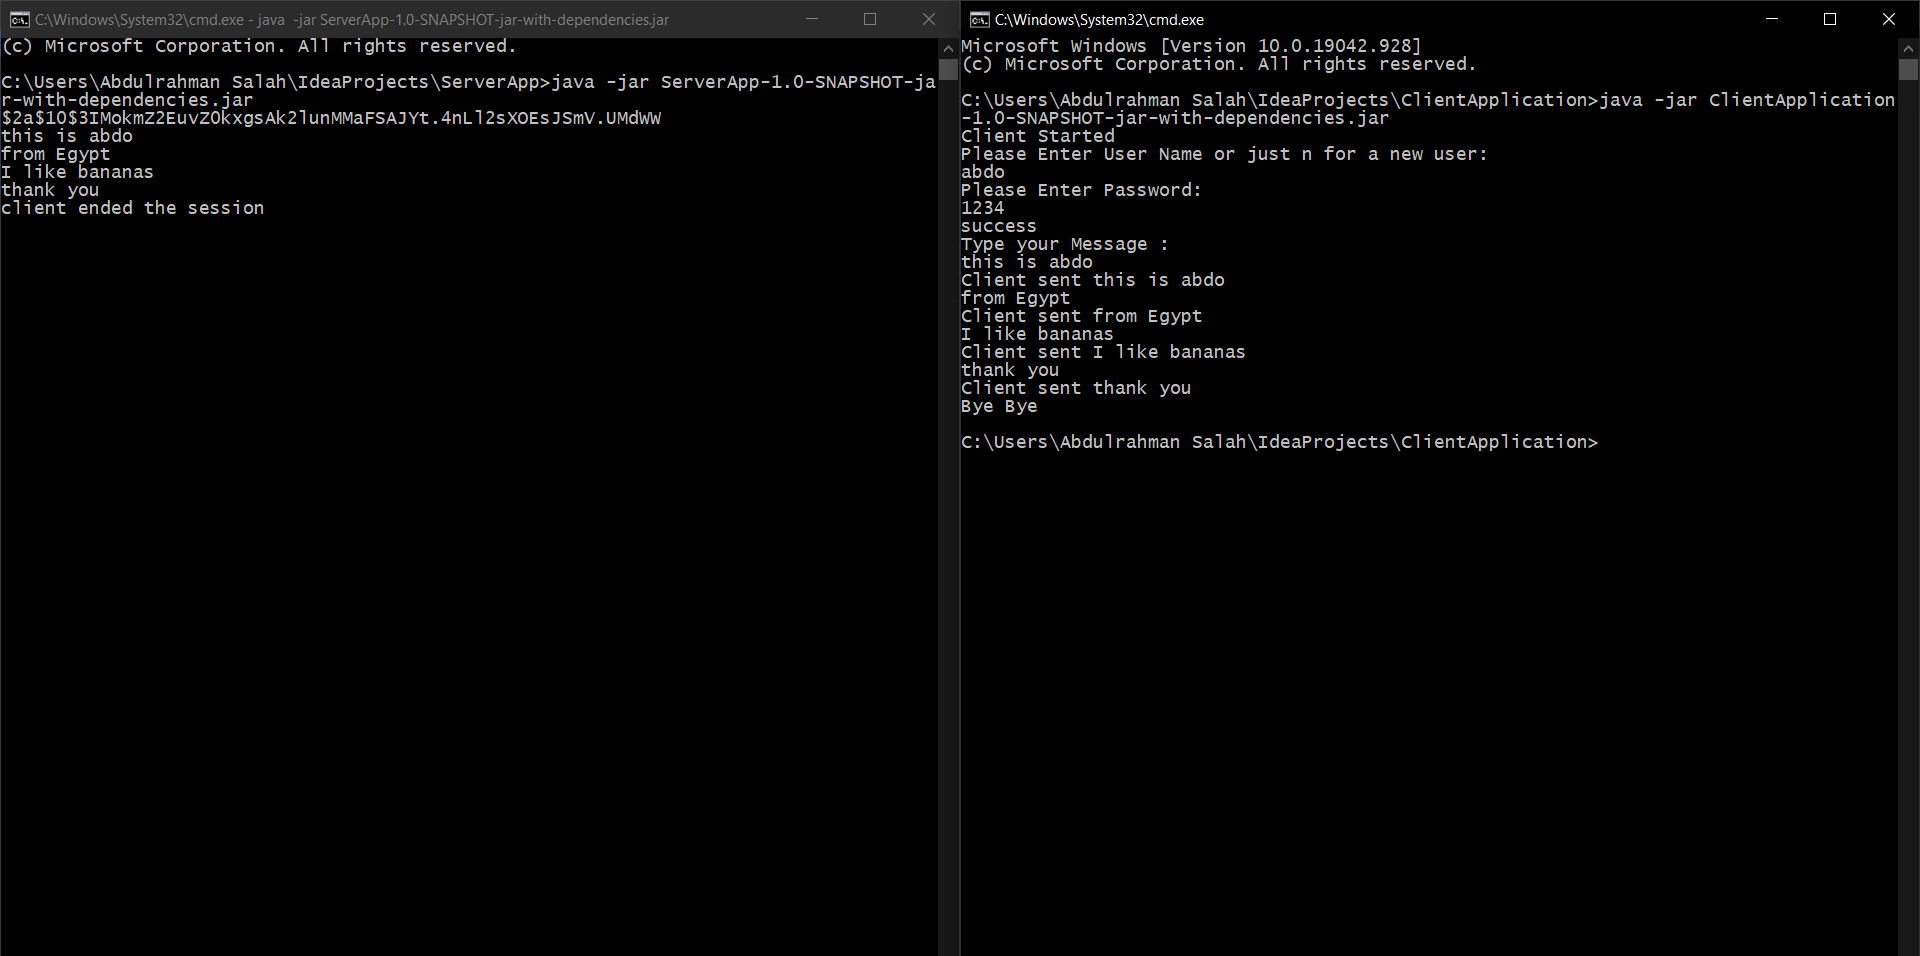 C:\Windows\System32\cmd.exe - java  -jar ServerApp-1.0-SNAPSHOT-jar-with-dependencies.jar
(c) Microsoft Corporation. All rights reserved.
C:\Users\Abdulrahman Salah\IdeaProjects\ServerApp>java -jar ServerApp-1.0-SNAPSHOT-ja
r-with-dependencies.jar
$2a$10$3IMokmZ2EuvZ0kxgsAk2lunMMaFSAJYt.4nLl2sXOEsJSmV.UMdWW
this is abdo
from Egypt
I like bananas
thank you
client ended the session
C:\Windows\System32\cmd.exe
Microsoft Windows [Version 10.0.19042.928]
(c) Microsoft Corporation. All rights reserved.
C:\Users\Abdulrahman Salah\IdeaProjects\ClientApplication>java -jar ClientApplication
-1.0-SNAPSHOT-jar-with-dependencies.jar
Client Started
Please Enter User Name or just n for a new user:
abdo
Please Enter Password:
1234
success
Type your Message :
this is abdo
Client sent this is abdo
from Egypt
Client sent from Egypt
I like bananas
Client sent I like bananas
thank you
Client sent thank you
Bye Bye
C:\Users\Abdulrahman Salah\IdeaProjects\ClientApplication>